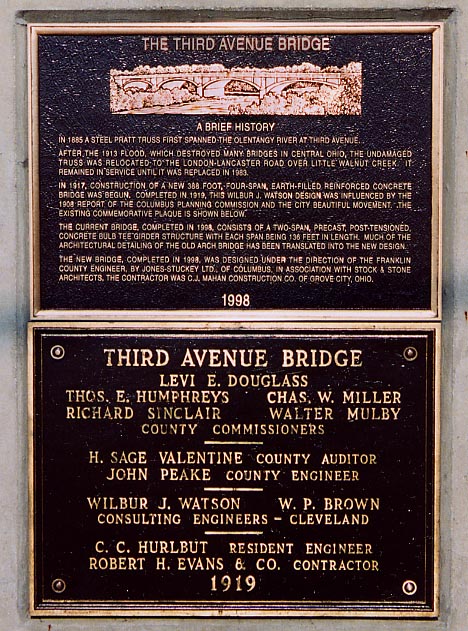 THE THIRD AVENUE BRIDGE
A BRIEF HISTORY
IN 1885 A STEEL PRATT TRUSS FIRST SPANNED THE OLENTANGY RIVER AT THIRD AVENUE.
AFTER THE 1913 FLOOD, WHICH DESTROYED MANY BRIDGES IN CENTRAL OHIO, THE UNDAMAGED
TRUSS WAS RELOCATED TO THE LONDON-LANCASTER ROAD OVER LITTLE WALNUT CREEK. IT
REMAINED IN SERVICE UNTIL IT WAS REPLACED IN 1983.
IN 1917, CONSTRUCTION OF A NEW 388 FOOT, FOUR-SPAN, EARTH-FILLED REINFORCED CONCRETE
BRIDGE WAS BEGUN. COMPLETED IN 1919, THIS WILBUR J. WATSON DESIGN WAS INFLUENCED BY THE
1908 REPORT OF THE COLUMBUS PLANNING COMMISSION AND THE CITY BEAUTIFUL MOVEMENT. THE
EXISTING COMMEMORATIVE PLAQUE IS SHOWN BELOW.
THE CURRENT BRIDGE, COMPLETED IN 1998, CONSISTS OF A TWO-SPAN, PRECAST, POST-TENSIONED,
CONCRETE BULB TEE GIRDER STRUCTURE WITH EACH SPAN BEING 136 FEET IN LENGTH. MUCH OF THE
ARCHITECTURAL DETAILING OF THE OLD ARCH BRIDGE HAS BEEN TRANSLATED INTO THE NEW DESIGN.
THE NEW BRIDGE, COMPLETED IN 1998, WAS DESIGNED UNDER THE DIRECTION OF THE FRANKLIN
COUNTY ENGINEER, BY JONES-STUCKEY LTD., OF COLUMBUS, IN ASSOCIATION WITH STOCK & STONE
ARCHITECTS. THE CONTRACTOR WAS C.J. MAHAN CONSTRUCTION CO. OF GROVE CITY, OHIO.
1998
THIRD AVENUE BRIDGE
LEVI E. DOUGLASS
THOS. E. HUMPHREYS CHAS. W. MILLER
RICHARD SINCLAIR WALTER MULBY
COUNTY COMMISSIONERS
H. SAGE VALENTINE COUNTY AUDITOR
JOHN PEAKE COUNTY ENGINEER
WILBUR J. WATSON W. P. BROWN
CONSULTING ENGINEERS - CLEVELAND
C. C. HURLBUT RESIDENT ENGINEER
ROBERT H. EVANS & CO. CONTRACTOR
1919